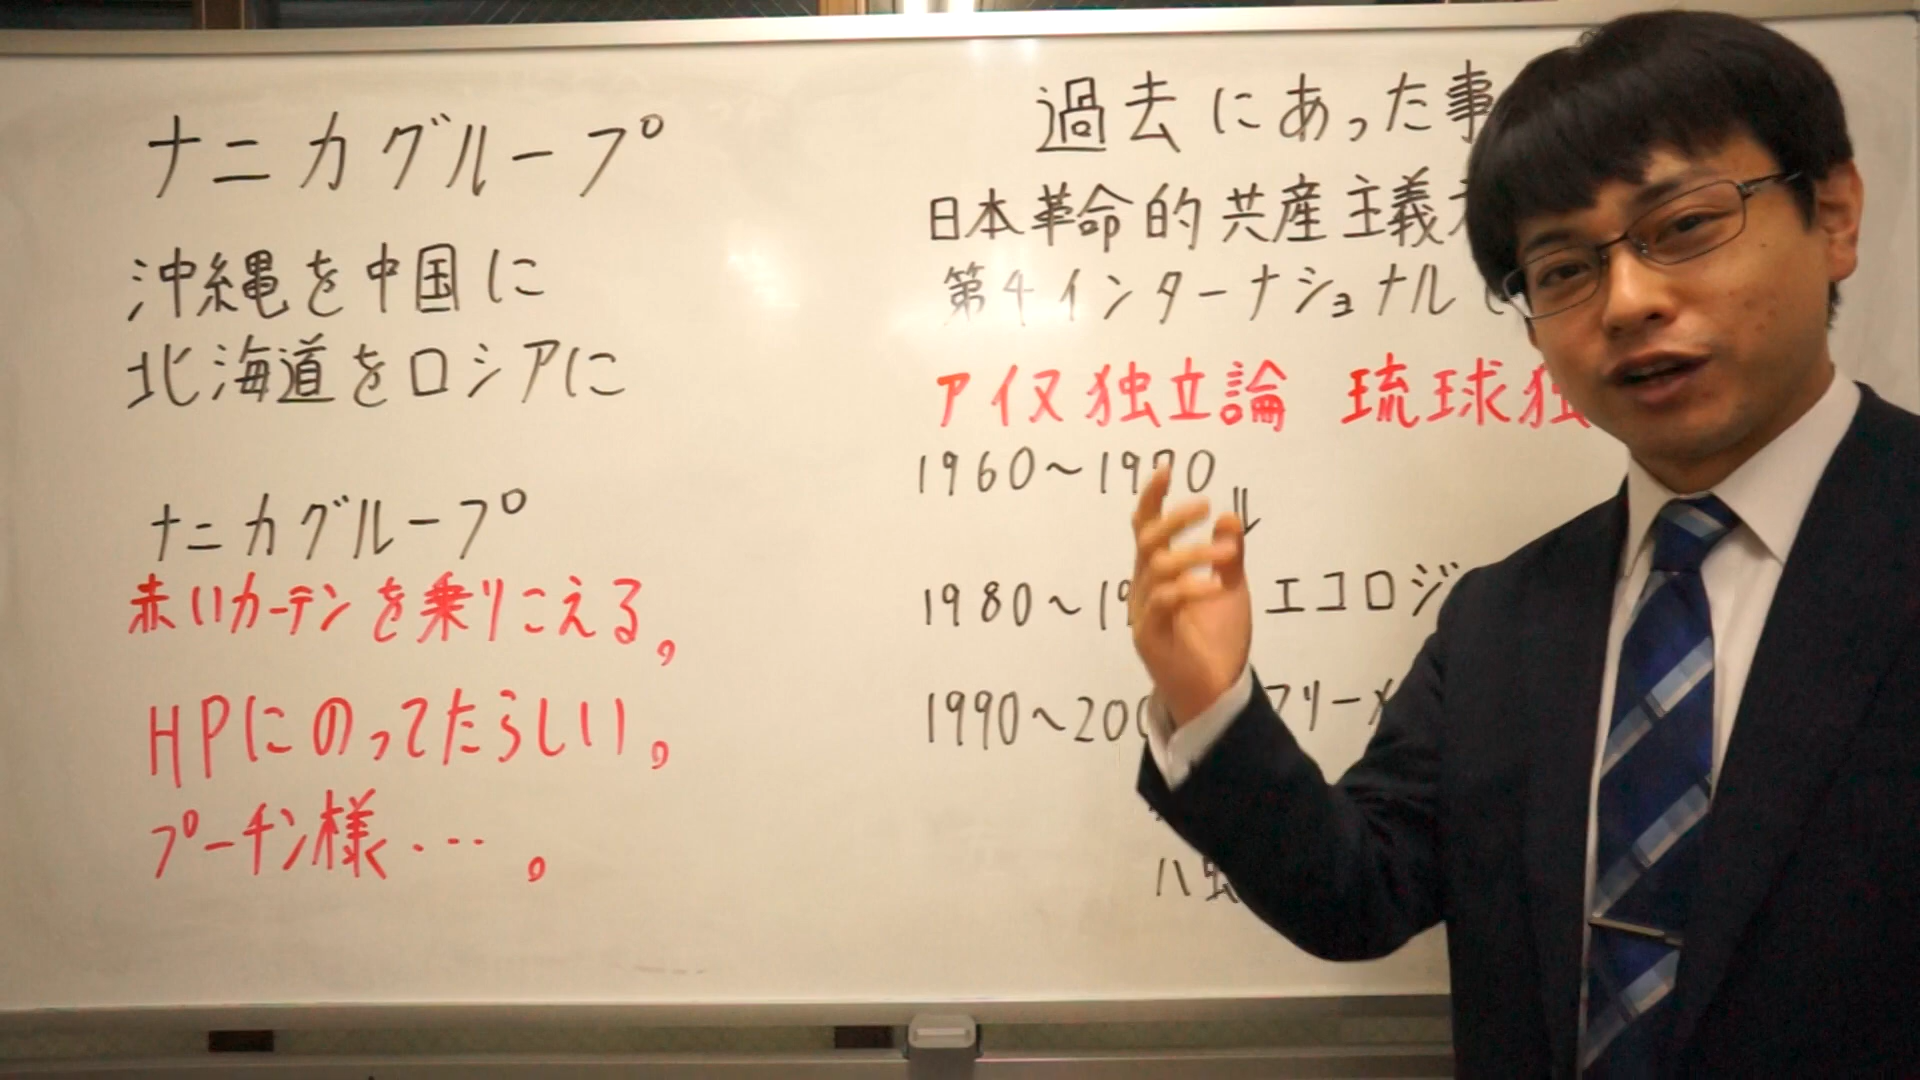 ナニカグループ
沖縄を中国に
北海道をロシアに
ナニカグループ
赤いカーテンを乗りこえる。
HPにのってたらしい。
プーチン様・・・。
過去にあった事
日本革命的共産主義
第4インターナショナル
アイヌ独立論 琉球独
1960～1970
ル
1980～19 エコロジ
1990～200 フリーメ
ハ虫